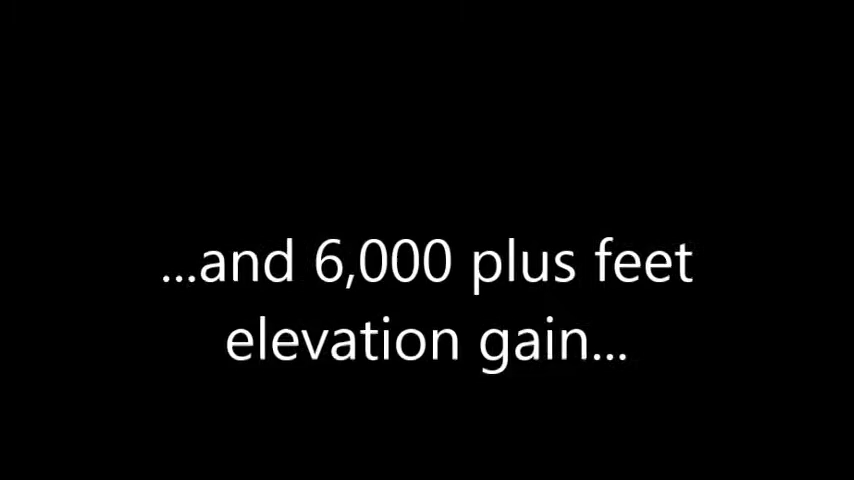 ...and 6,000 plus feet
elevation gain...